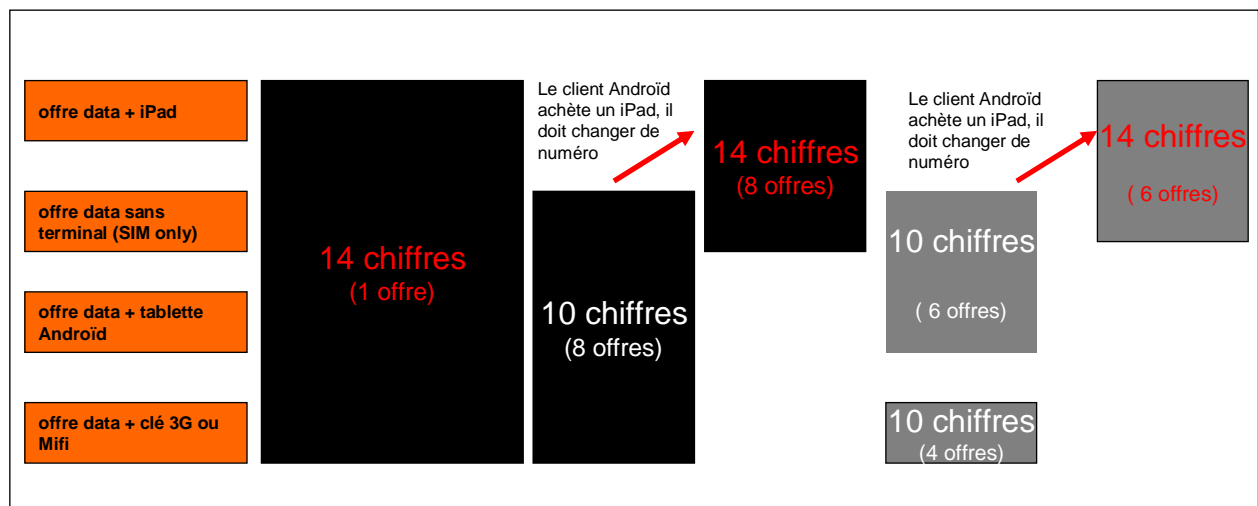 offre data + iPad
offre data sans
terminal (SIM only)
offre data + tablette
Androïd
offre data + clé 3G ou
Mifi
14 chiffres
(1 offre)
Le client Androïd
achète un iPad, il
doit changer de
numéro
10 chiffres
(8 offres)
14 chiffres
(8 offres)
Le client Androïd
achète un iPad, il
doit changer de
numéro
10 chiffres
( 6 offres)
10 chiffres
(4 offres)
14 chiffres
( 6 offres)